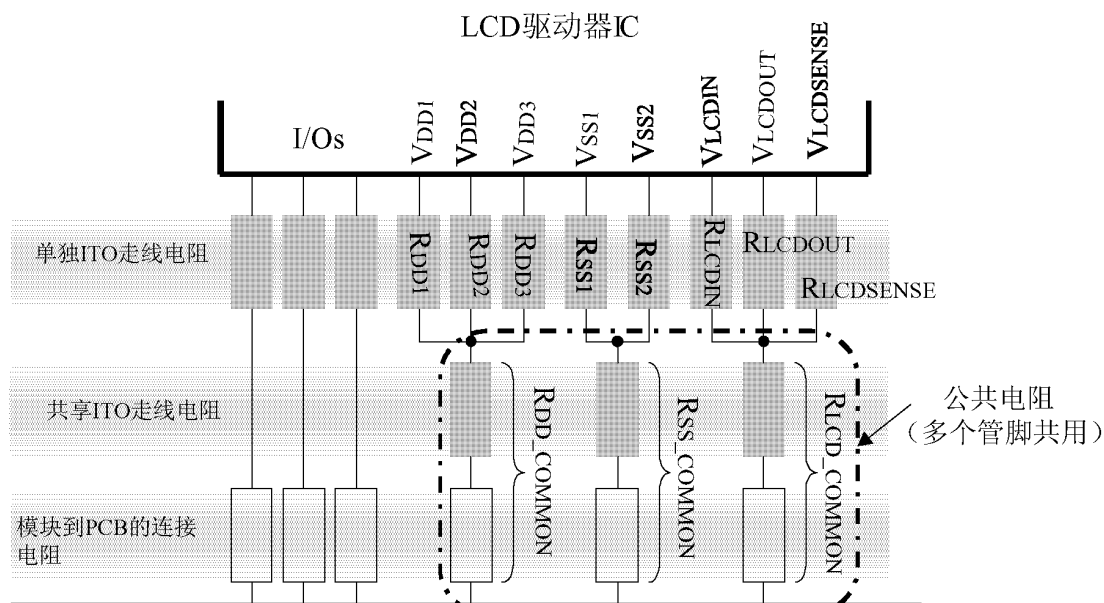 LCD驱动器IC
I/Os
VDD1
VDD2
VDD3
VSS1
VSS2
VLCDIN
VLCDOUT
VLCDSENSE
单独ITO走线电阻
RDD1
RDD2
RDD3
RSS1
RSS2
RLCDIN
RLCDOUT
RLCDSENSE
共享ITO走线电阻
RDD_COMMON
RSS_COMMON
RLCD_COMMON
公共电阻
（多个管脚共用）
模块到PCB的连接
电阻